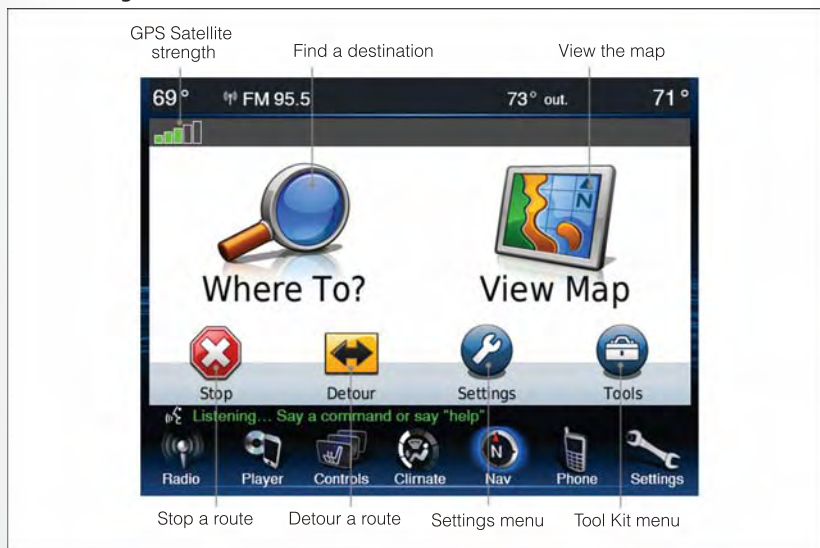 GPS Satellite
strength
Find a destination
View the map
69° FM 95.5 73° out. 71°
N
Where To? View Map
Stop Detour Settings Tools
Listening... Say a command or say "help"
N
Radio Player Controls Climate Nav Phone Settings
Stop a route Detour a route Settings menu Tool Kit menu